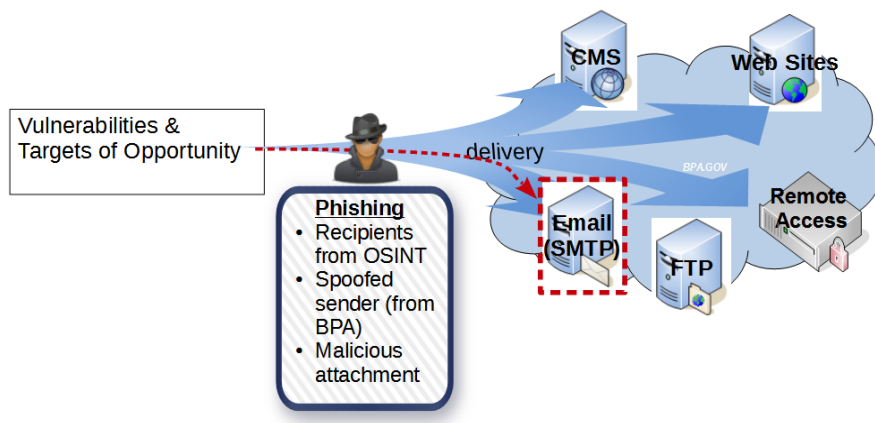 CMS
Web Sites
Vulnerabilities &
Targets of Opportunity
delivery
BPA.GOV
Phishing
• Recipients
from OSINT
• Spoofed
sender (from
BPA)
• Malicious
attachment
Email
(SMTP)
FTP
Remote
Access